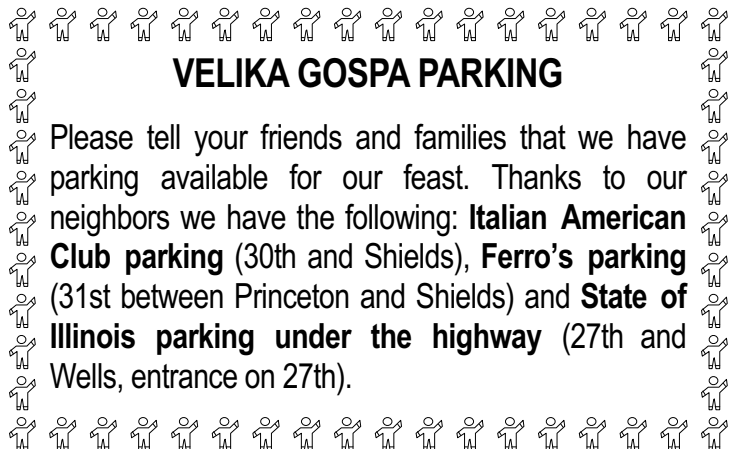 VELIKA GOSPA PARKING
Please tell your friends and families that we have
parking available for our feast. Thanks to our
neighbors we have the following: Italian American
Club parking (30th and Shields), Ferro’s parking
(31st between Princeton and Shields) and State of
Illinois parking under the highway (27th and
Wells, entrance on 27th).